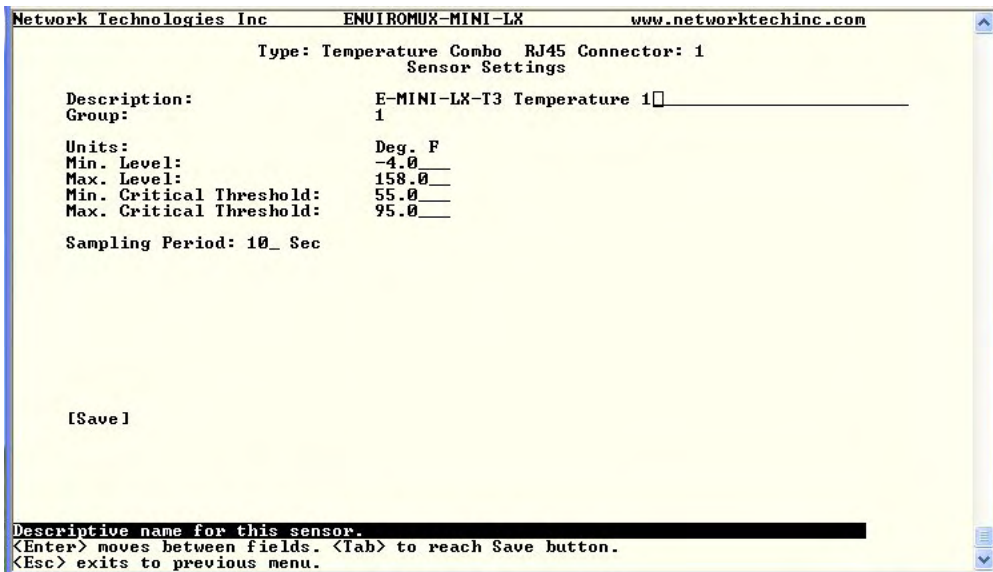 Network Technologies Inc ENVIROMUX-MINI-LX www.networktechinc.com
Type: Temperature Combo RJ45 Connector: 1
Sensor Settings
Description: E-MINI-LX-T3 Temperature 1
Group: 1
Units: Deg. F
Min. Level: -4.0
Max. Level: 158.0
Min. Critical Threshold: 55.0
Max. Critical Threshold: 95.0
Sampling Period: 10_ Sec
[Save]
Descriptive name for this sensor.
<Enter> moves between fields. <Tab> to reach Save button.
<Esc> exits to previous menu.